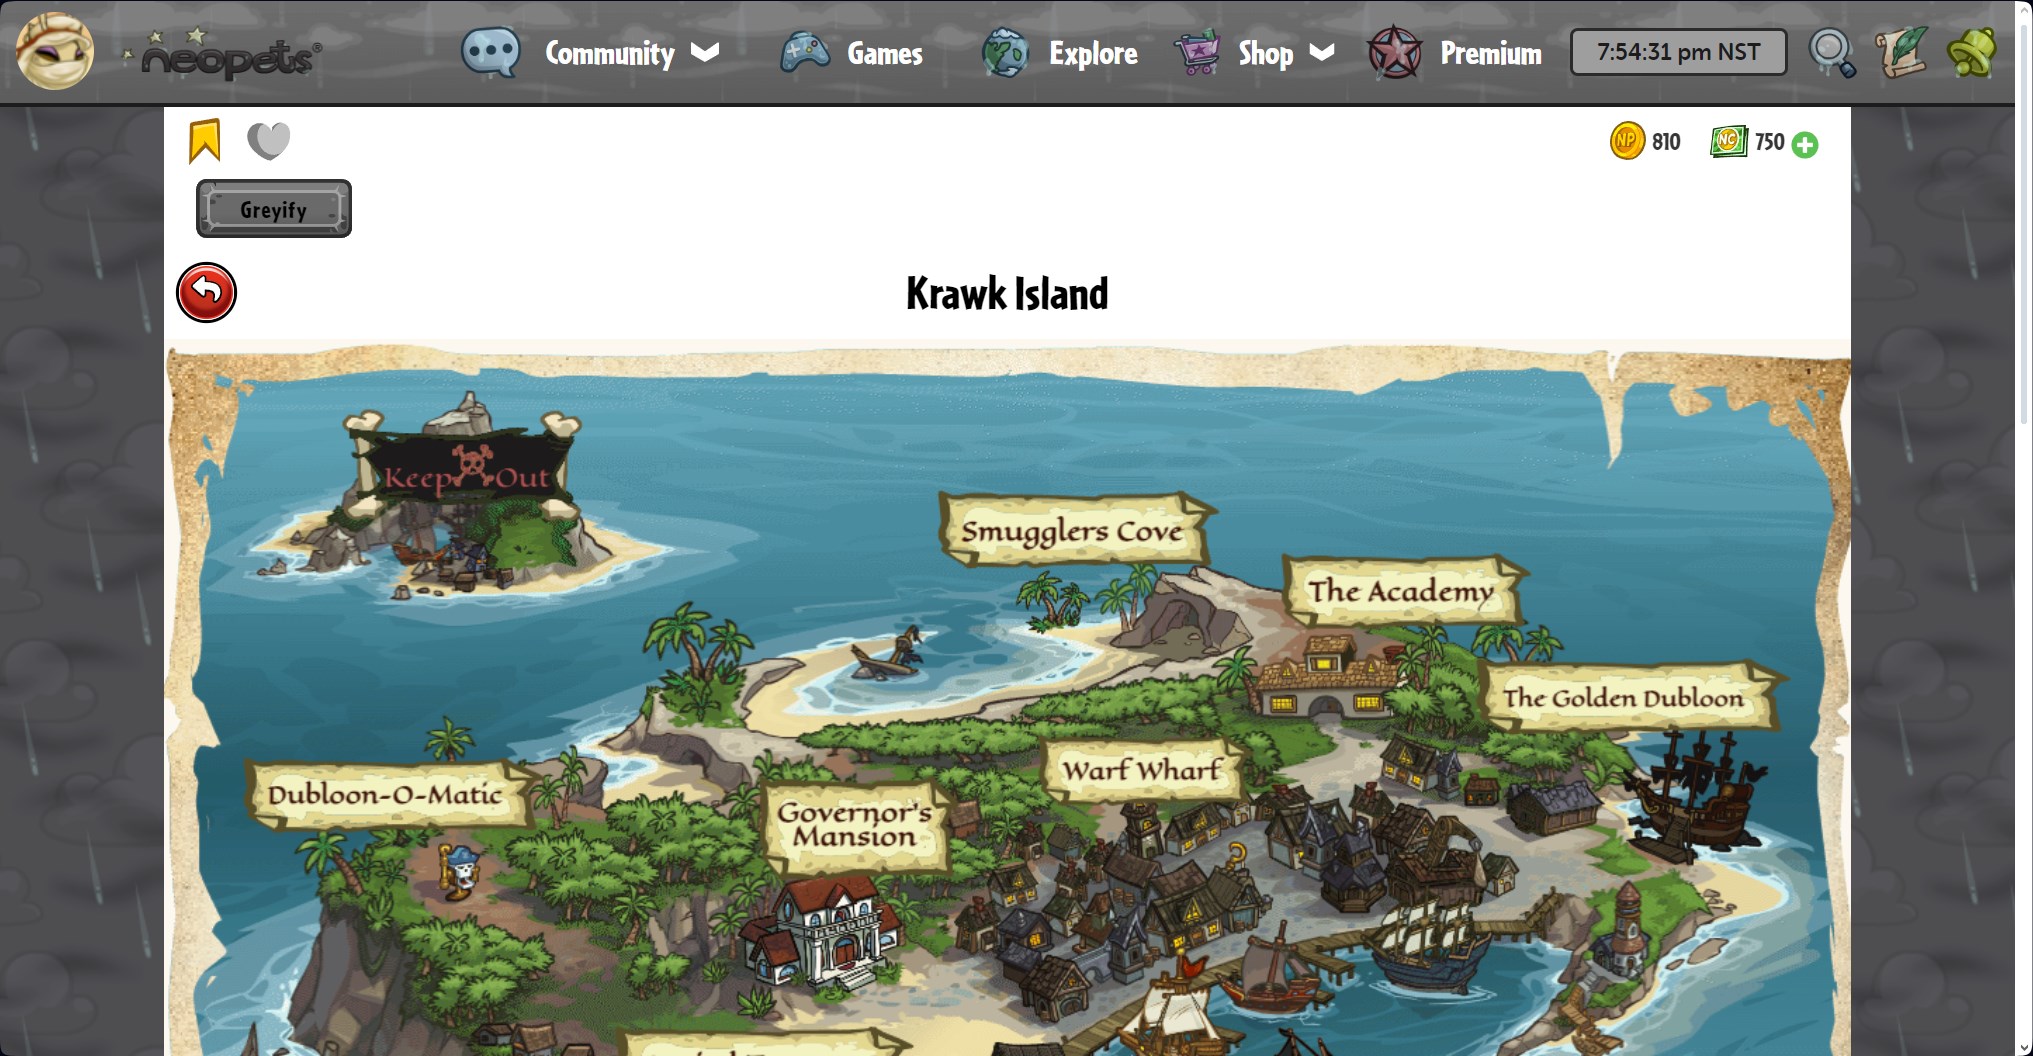 neopets
Community
Games
Explore
Shop
Premium
7:54:31 pm NST
NP 810
NC 750
Greyify
Krawk Island
Keep Out
Smugglers Cove
The Academy
The Golden Dubloon
Warf Wharf
Dubloon-O-Matic
Governor's
Mansion